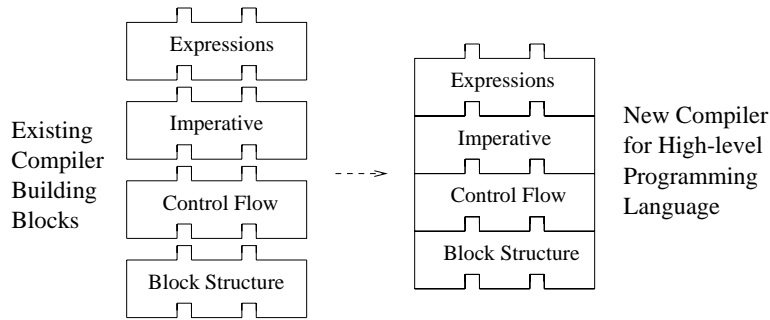 Existing
Compiler
Building
Blocks
Expressions
Imperative
Control Flow
Block Structure
Expressions
Imperative
Control Flow
Block Structure
New Compiler
for High-level
Programming
Language